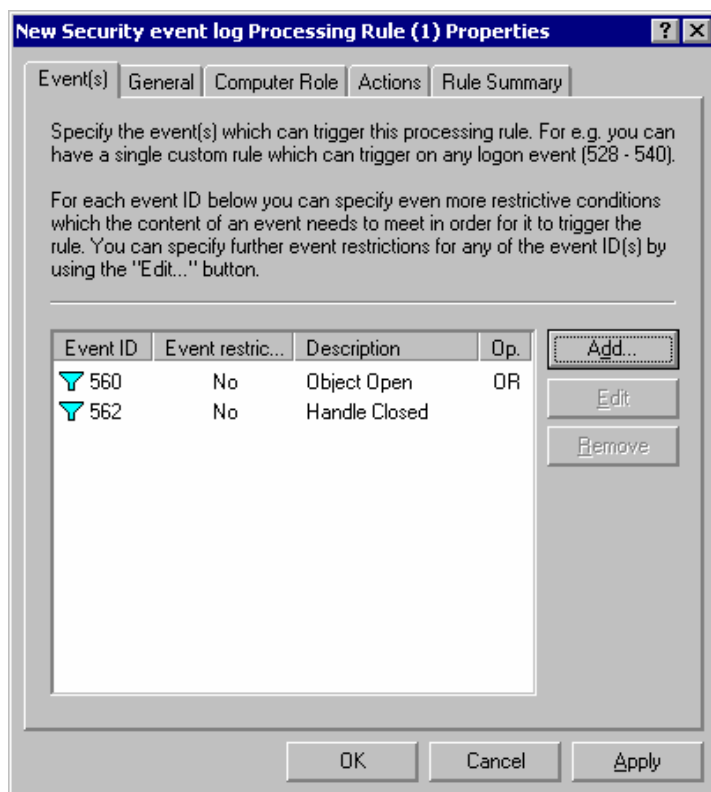 New Security event log Processing Rule (1) Properties
Event(s) General Computer Role Actions Rule Summary
Specify the event(s) which can trigger this processing rule. For e.g. you can
have a single custom rule which can trigger on any logon event (528 - 540).
For each event ID below you can specify even more restrictive conditions
which the content of an event needs to meet in order for it to trigger the
rule. You can specify further event restrictions for any of the event ID(s) by
using the "Edit..." button.
Event ID Event restric... Description Op.
560 No Object Open OR
562 No Handle Closed
Add...
Edit
Remove
OK Cancel Apply